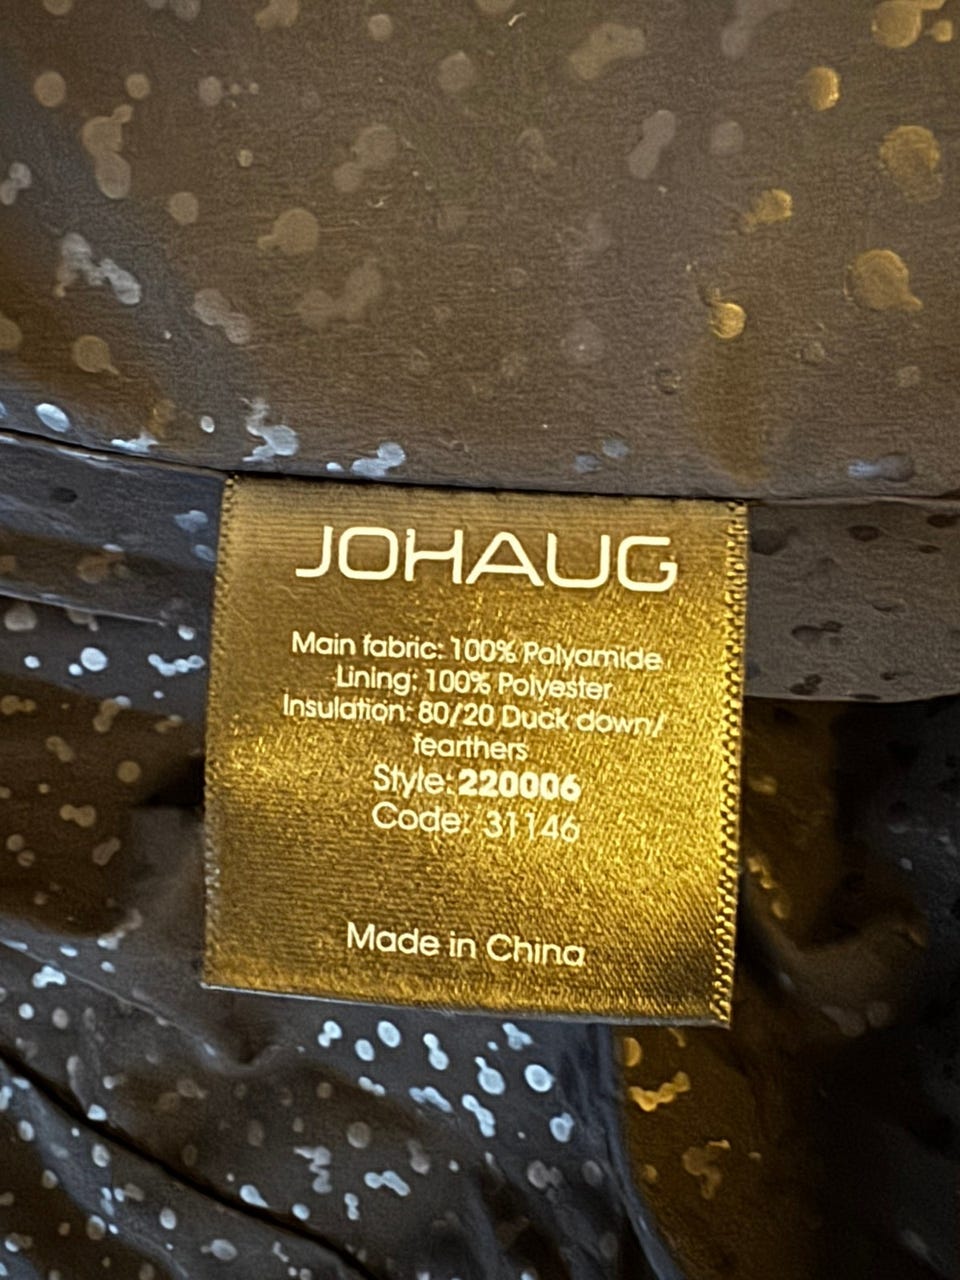 JOHAUG
Main fabric: 100% Polyamide
Lining: 100% Polyester
Insulation: 80/20 Duck down/
fearthers
Style: 220006
Code: 31146
Made in China